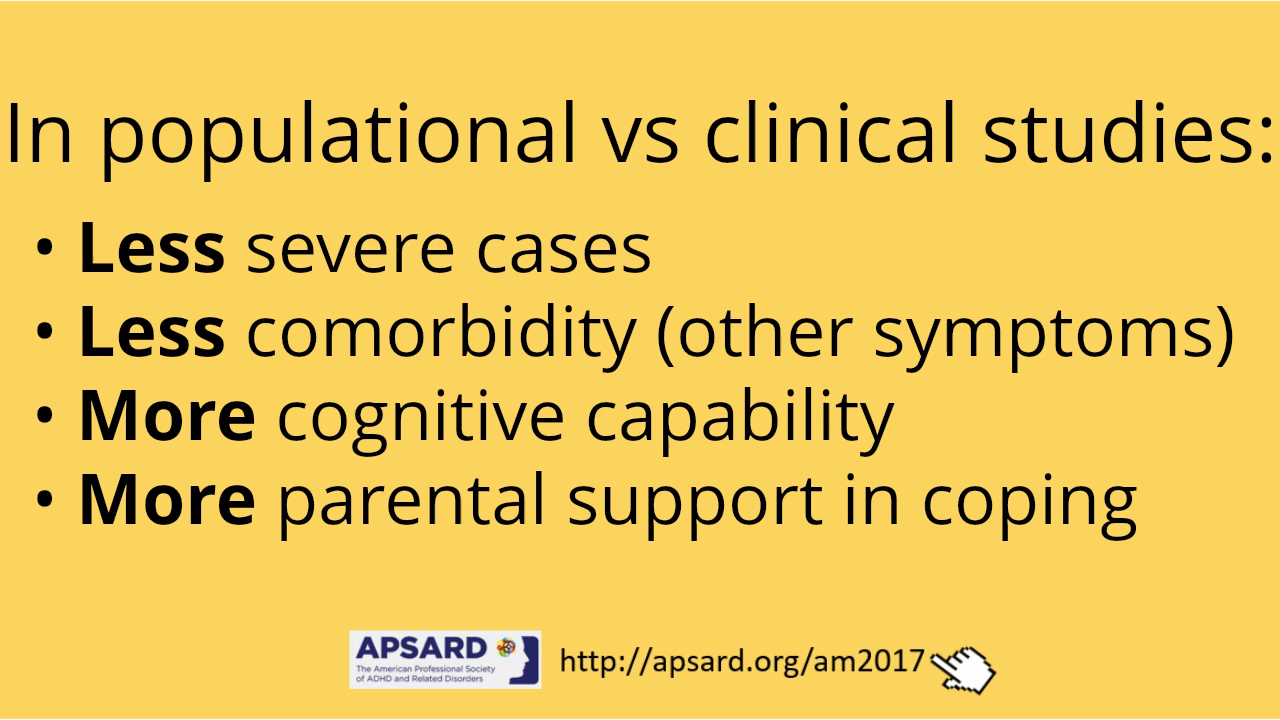 In populational vs clinical studies:
• Less severe cases
• Less comorbidity (other symptoms)
• More cognitive capability
• More parental support in coping
APSARD
The American Professional Society
of ADHD and Related Disorders
http://apsard.org/am2017